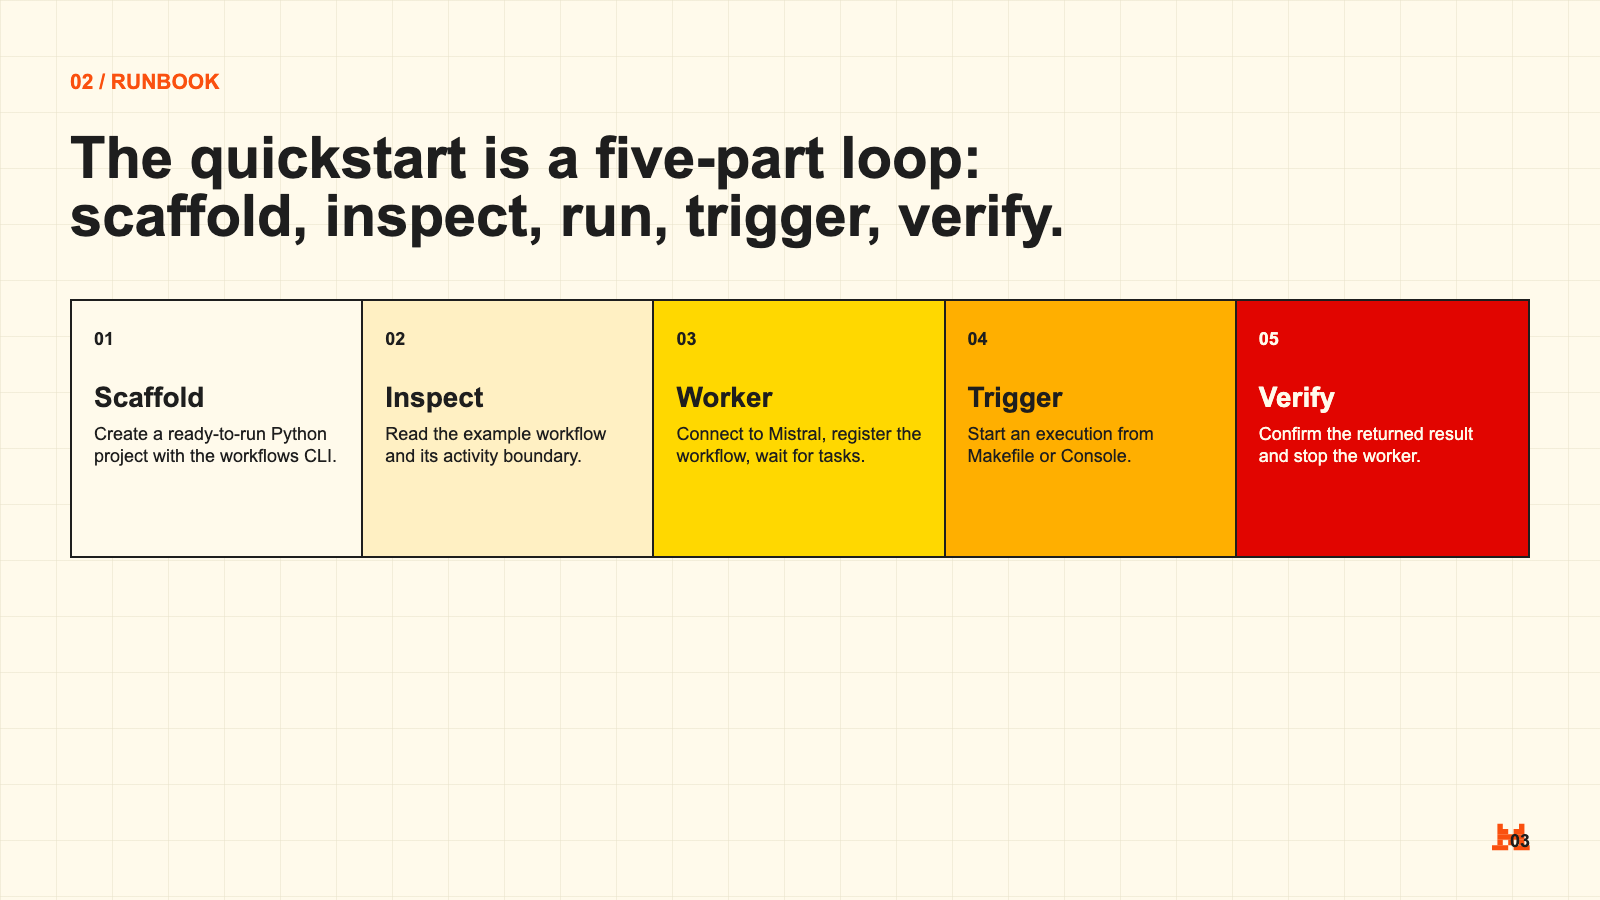 02 / RUNBOOK
The quickstart is a five-part loop:
scaffold, inspect, run, trigger, verify.
01
Scaffold
Create a ready-to-run Python
project with the workflows CLI.
02
Inspect
Read the example workflow
and its activity boundary.
03
Worker
Connect to Mistral, register the
workflow, wait for tasks.
04
Trigger
Start an execution from
Makefile or Console.
05
Verify
Confirm the returned result
and stop the worker.
03